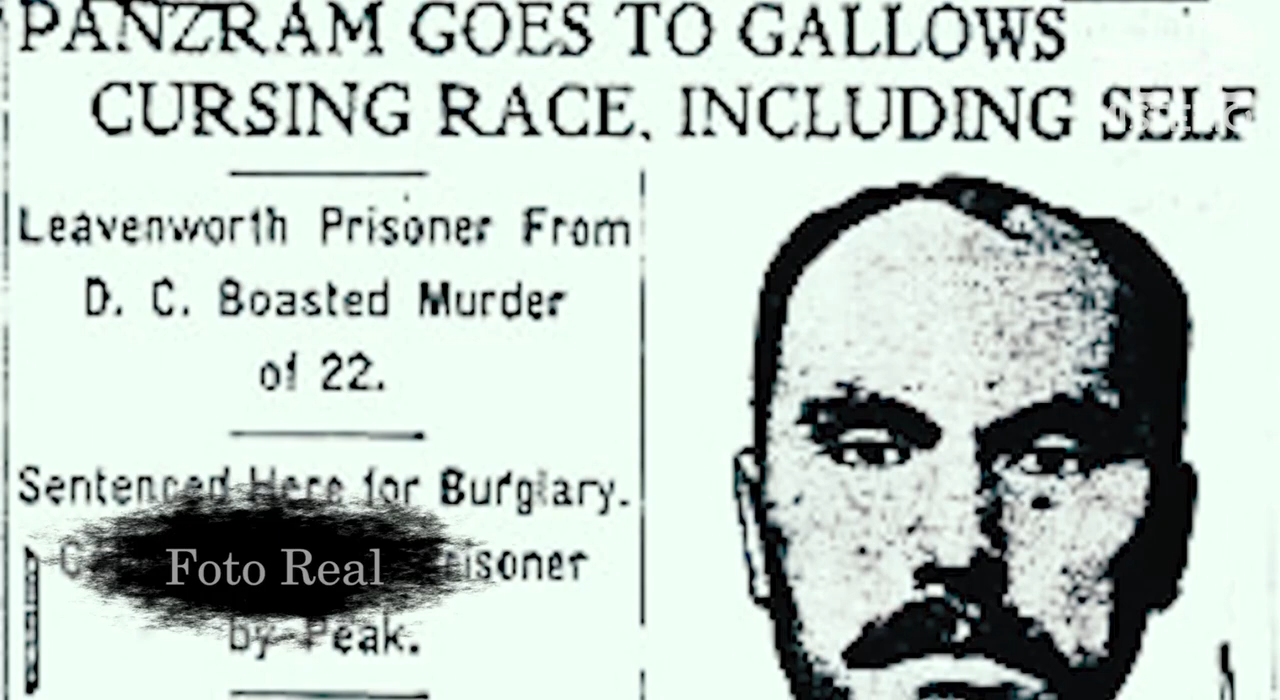 PANZRAM GOES TO GALLOWS
CURSING RACE, INCLUDING SELF
Leavenworth Prisoner From
D. C. Boasted Murder
of 22.
Sentenced Here for Burglary.
Foto Real
by Peak.